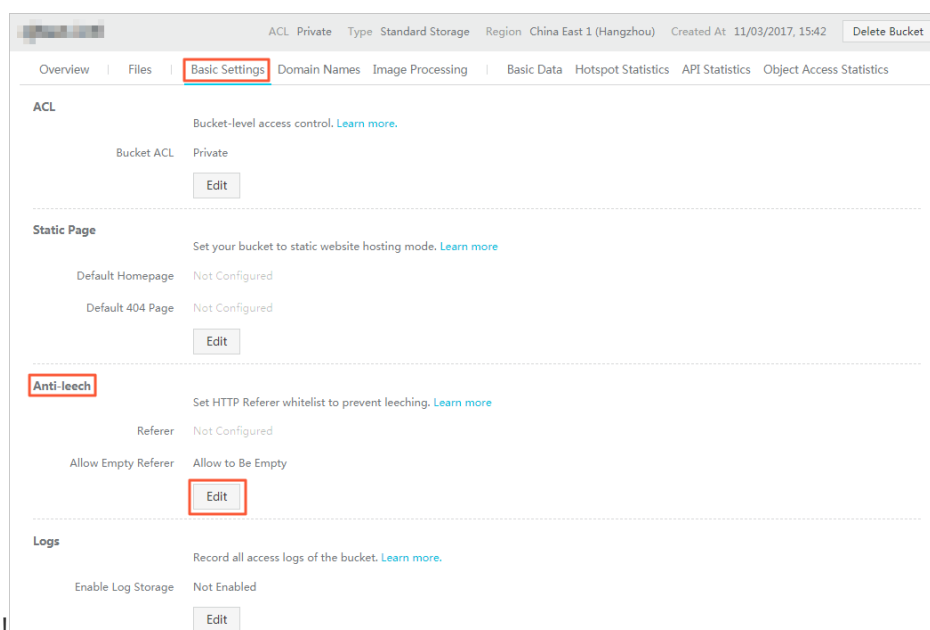 ACL Private Type Standard Storage Region China East 1 (Hangzhou) Created At 11/03/2017, 15:42 Delete Bucket
Overview Files Basic Settings Domain Names Image Processing Basic Data Hotspot Statistics API Statistics Object Access Statistics
ACL
Bucket-level access control. Learn more.
Bucket ACL Private
Edit
Static Page
Set your bucket to static website hosting mode. Learn more
Default Homepage Not Configured
Default 404 Page Not Configured
Edit
Anti-leech
Set HTTP Referer whitelist to prevent leeching. Learn more
Referer Not Configured
Allow Empty Referer Allow to Be Empty
Edit
Logs
Record all access logs of the bucket. Learn more.
Enable Log Storage Not Enabled
Edit